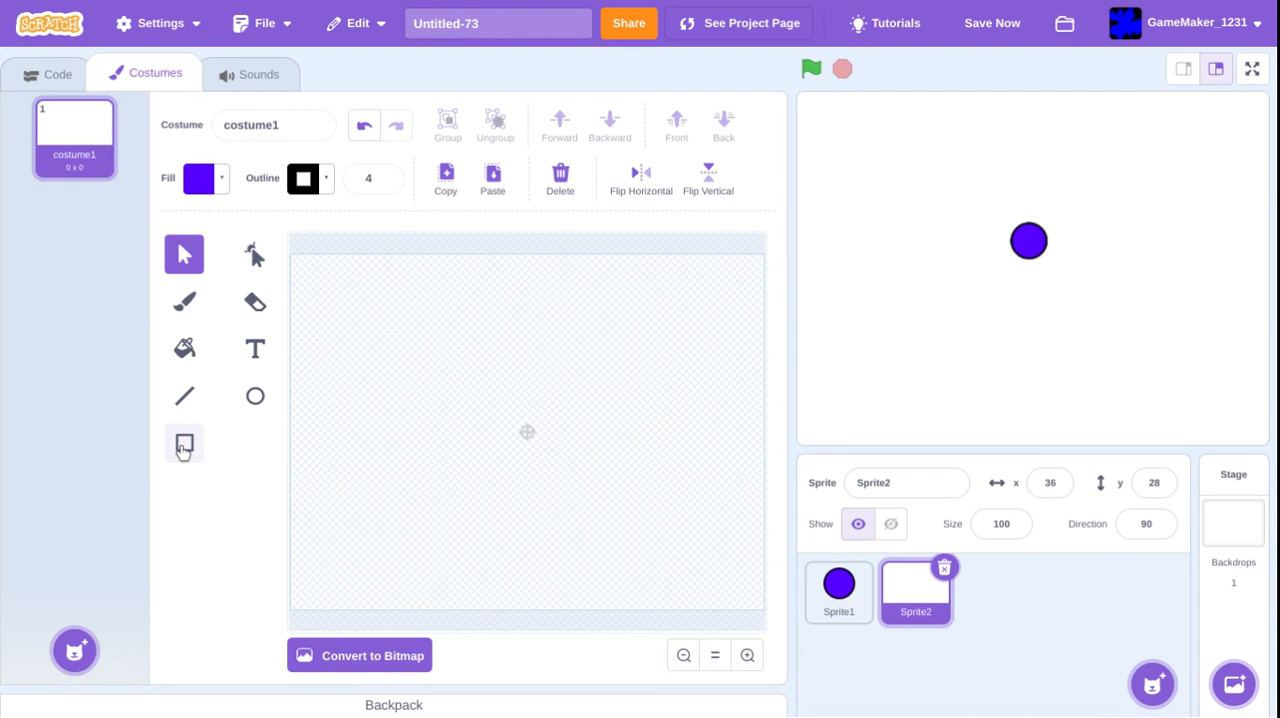 SCRATCH Settings File Edit Untitled-73 Share See Project Page Tutorials Save Now GameMaker_1231
Code Costumes Sounds
1
costume1
0 x 0
Costume costume1 Group Ungroup Forward Backward Front Back
Fill Outline 4 Copy Paste Delete Flip Horizontal Flip Vertical
T
Convert to Bitmap
Backpack
Sprite Sprite2 x 36 y 28
Show Size 100 Direction 90
Sprite1 Sprite2
Stage
Backdrops
1